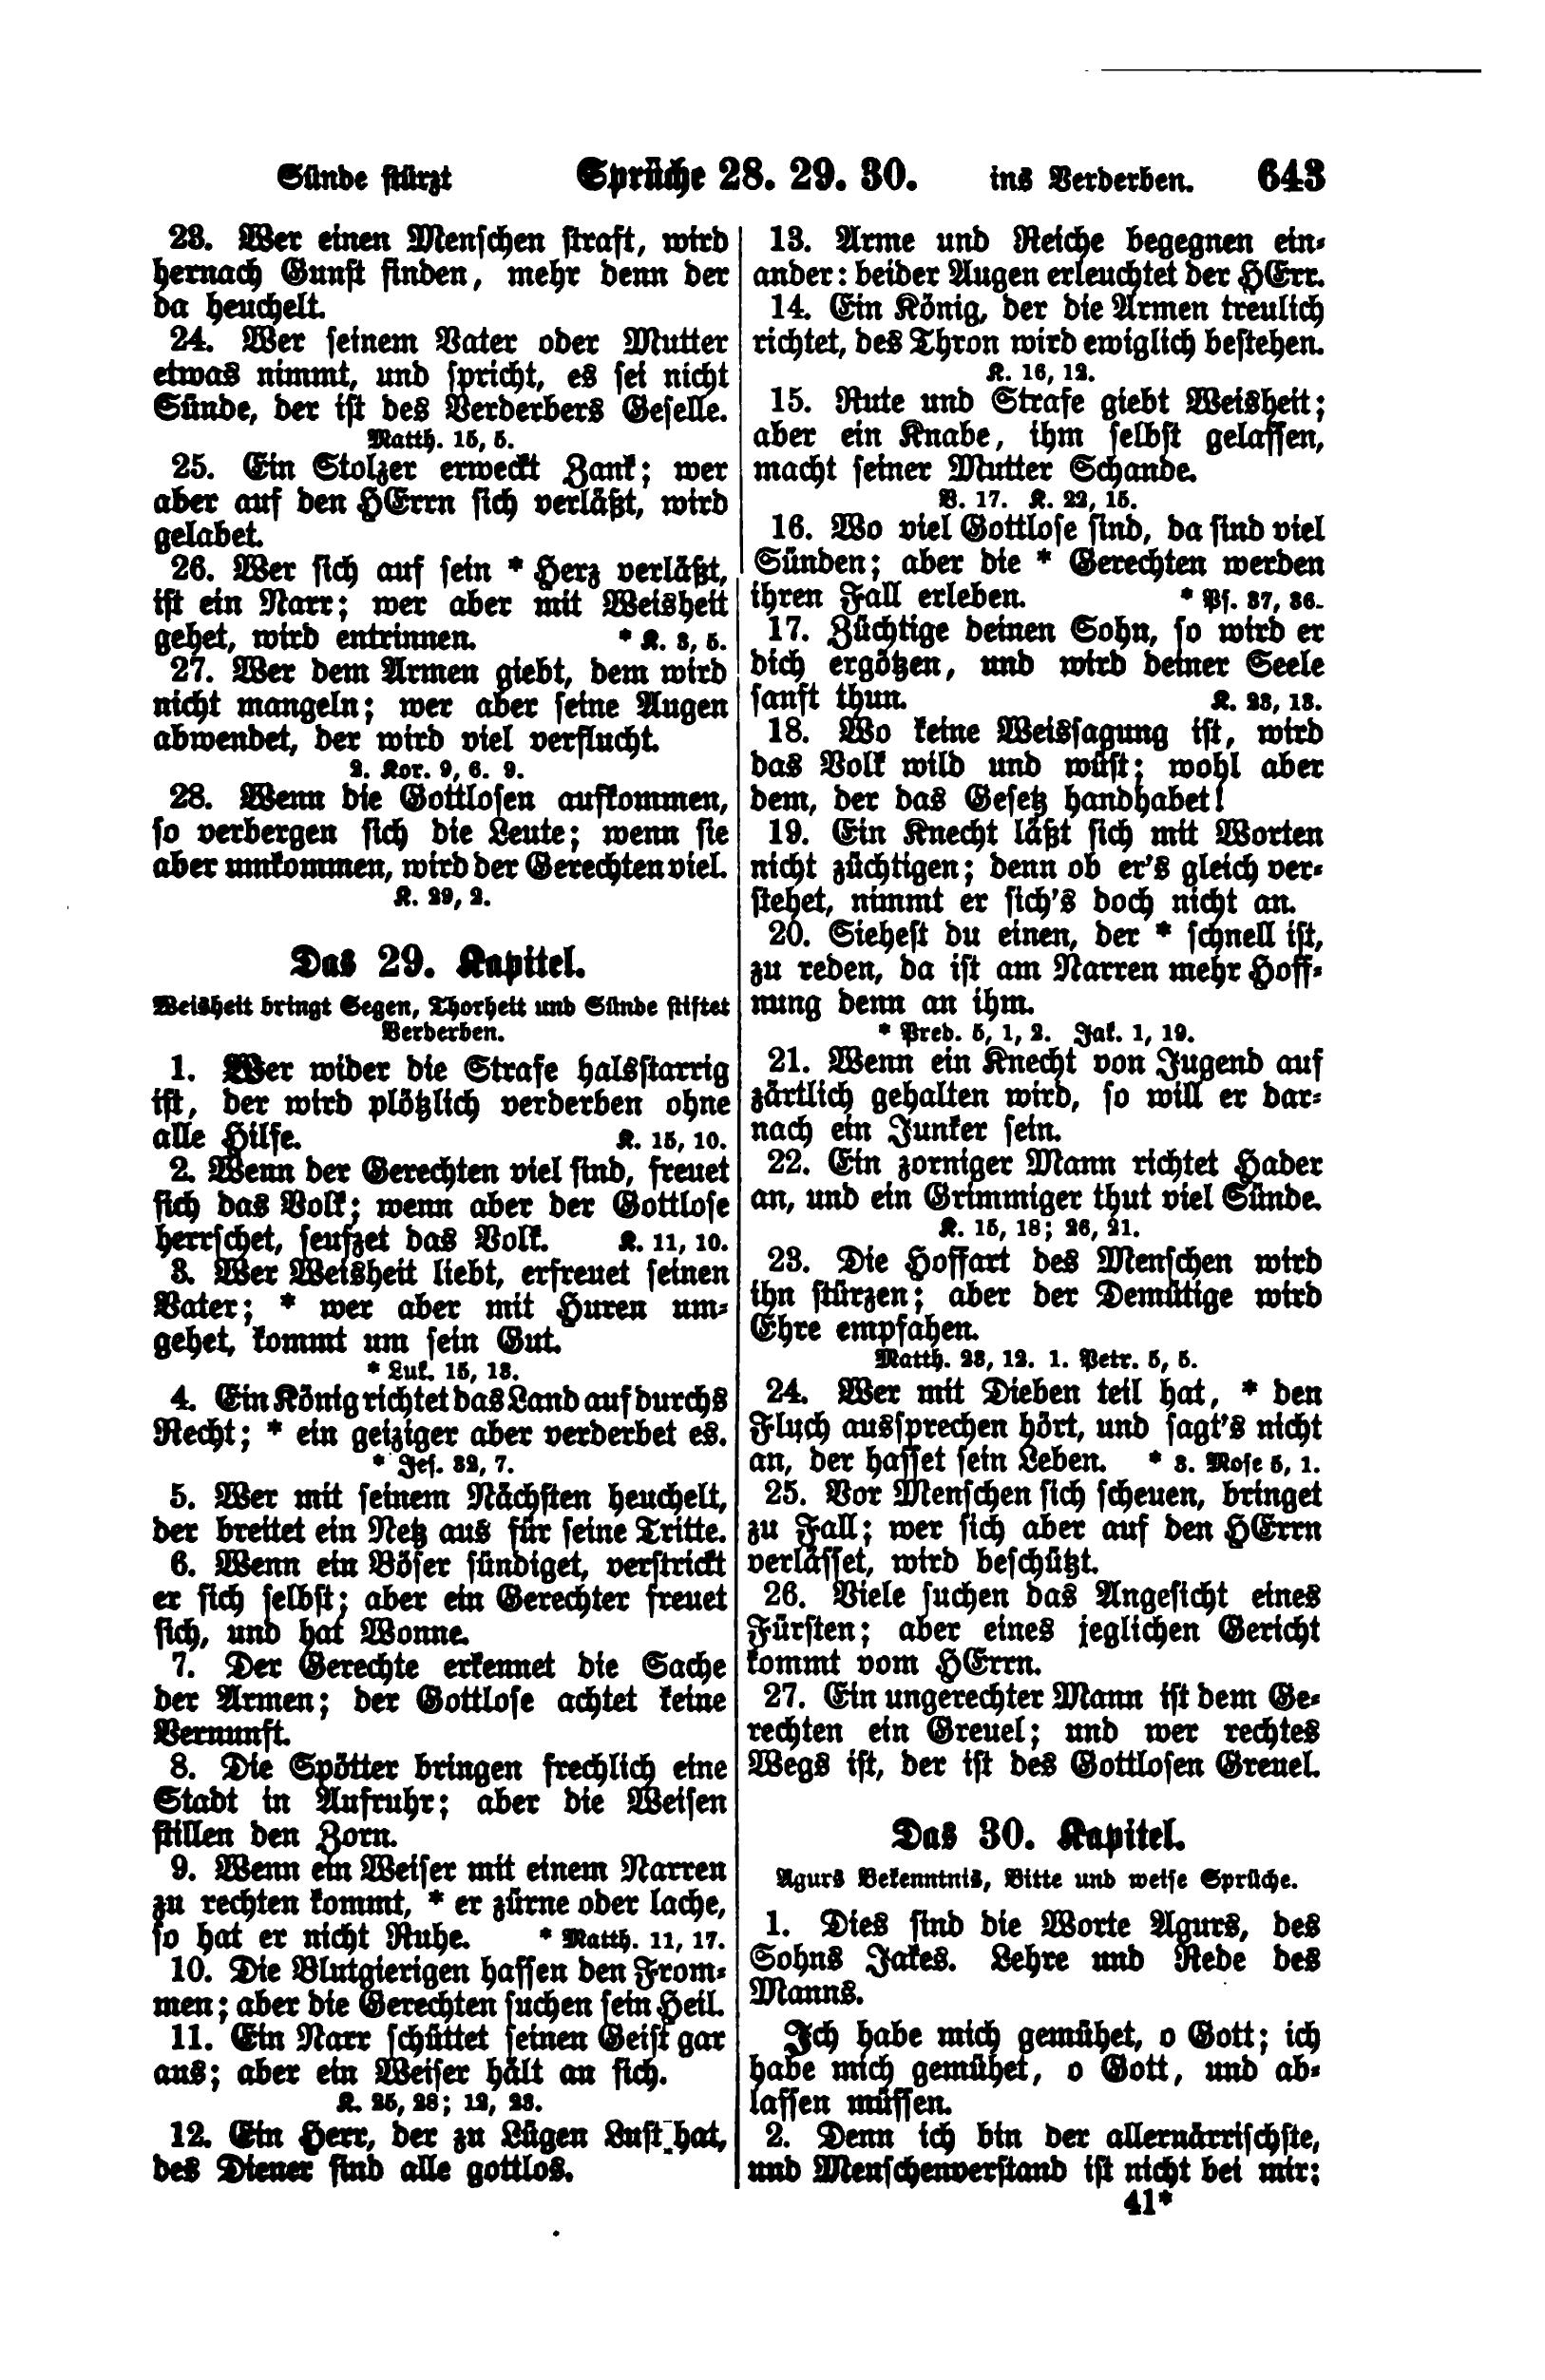 Sünde stürzt Sprüche 28. 29. 30. ins Verderben. 643
23. Wer einen Menschen straft, wird
hernach Gunst finden, mehr denn der
da heuchelt.
24. Wer seinem Vater oder Mutter
etwas nimmt, und spricht, es sei nicht
Sünde, der ist des Verderbers Geselle.
Matth. 15, 5.
25. Ein Stolzer erweckt Zank; wer
aber auf den HErrn sich verläßt, wird
gelabet.
26. Wer sich auf sein * Herz verläßt,
ist ein Narr; wer aber mit Weisheit
gehet, wird entrinnen. * K. 3, 5.
27. Wer dem Armen giebt, dem wird
nicht mangeln; wer aber seine Augen
abwendet, der wird viel verflucht.
2. Kor. 9, 6. 9.
28. Wenn die Gottlosen aufkommen,
so verbergen sich die Leute; wenn sie
aber umkommen, wird der Gerechten viel.
K. 29, 2.
Das 29. Kapitel.
Weisheit bringt Segen, Thorheit und Sünde stiftet
Verderben.
1. Wer wider die Strafe halsstarrig
ist, der wird plötzlich verderben ohne
alle Hilfe. K. 15, 10.
2. Wenn der Gerechten viel sind, freuet
sich das Volk; wenn aber der Gottlose
herrschet, seufzet das Volk. K. 11, 10.
3. Wer Weisheit liebt, erfreuet seinen
Vater; * wer aber mit Huren um-
gehet, kommt um sein Gut.
* Luk. 15, 13.
4. Ein König richtet das Land auf durchs
Recht; * ein geiziger aber verderbet es.
* Jes. 32, 7.
5. Wer mit seinem Nächsten heuchelt,
der breitet ein Netz aus für seine Tritte.
6. Wenn ein Böser sündiget, verstrickt
er sich selbst; aber ein Gerechter freuet
sich, und hat Wonne.
7. Der Gerechte erkennet die Sache
der Armen; der Gottlose achtet keine
Vernunft.
8. Die Spötter bringen frechlich eine
Stadt in Aufruhr; aber die Weisen
stillen den Zorn.
9. Wenn ein Weiser mit einem Narren
zu rechten kommt, * er zürne oder lache,
so hat er nicht Ruhe. * Matth. 11, 17.
10. Die Blutgierigen hassen den From-
men; aber die Gerechten suchen sein Heil.
11. Ein Narr schüttet seinen Geist gar
aus; aber ein Weiser hält an sich.
K. 25, 28; 12, 23.
12. Ein Herr, der zu Lügen Lust hat,
des Diener sind alle gottlos.
13. Arme und Reiche begegnen ein-
ander: beider Augen erleuchtet der HErr.
14. Ein König, der die Armen treulich
richtet, des Thron wird ewiglich bestehen.
K. 16, 12.
15. Rute und Strafe giebt Weisheit;
aber ein Knabe, ihm selbst gelassen,
macht seiner Mutter Schande.
V. 17. K. 22, 15.
16. Wo viel Gottlose sind, da sind viel
Sünden; aber die * Gerechten werden
ihren Fall erleben. * Ps. 37, 36.
17. Züchtige deinen Sohn, so wird er
dich ergötzen, und wird deiner Seele
sanft thun. K. 23, 13.
18. Wo keine Weissagung ist, wird
das Volk wild und wüst; wohl aber
dem, der das Gesetz handhabet!
19. Ein Knecht läßt sich mit Worten
nicht züchtigen; denn ob er's gleich ver-
stehet, nimmt er sich's doch nicht an.
20. Siehest du einen, der * schnell ist,
zu reden, da ist am Narren mehr Hoff-
nung denn an ihm.
* Pred. 5, 1, 2. Jak. 1, 19.
21. Wenn ein Knecht von Jugend auf
zärtlich gehalten wird, so will er dar-
nach ein Junker sein.
22. Ein zorniger Mann richtet Hader
an, und ein Grimmiger thut viel Sünde.
K. 15, 18; 26, 21.
23. Die Hoffart des Menschen wird
ihn stürzen; aber der Demütige wird
Ehre empfahen.
Matth. 23, 12. 1. Petr. 5, 5.
24. Wer mit Dieben teil hat, * den
Fluch aussprechen hört, und sagt's nicht
an, der hasset sein Leben. * 3. Mose 5, 1.
25. Vor Menschen sich scheuen, bringet
zu Fall; wer sich aber auf den HErrn
verlässet, wird beschützt.
26. Viele suchen das Angesicht eines
Fürsten; aber eines jeglichen Gericht
kommt vom HErrn.
27. Ein ungerechter Mann ist dem Ge-
rechten ein Greuel; und wer rechtes
Wegs ist, der ist des Gottlosen Greuel.
Das 30. Kapitel.
Agurs Bekenntnis, Bitte und weise Sprüche.
1. Dies sind die Worte Agurs, des
Sohns Jakes. Lehre und Rede des
Manns.
Ich habe mich gemühet, o Gott; ich
habe mich gemühet, o Gott, und ab-
lassen müssen.
2. Denn ich bin der allernärrischste,
und Menschenverstand ist nicht bei mir;
41*